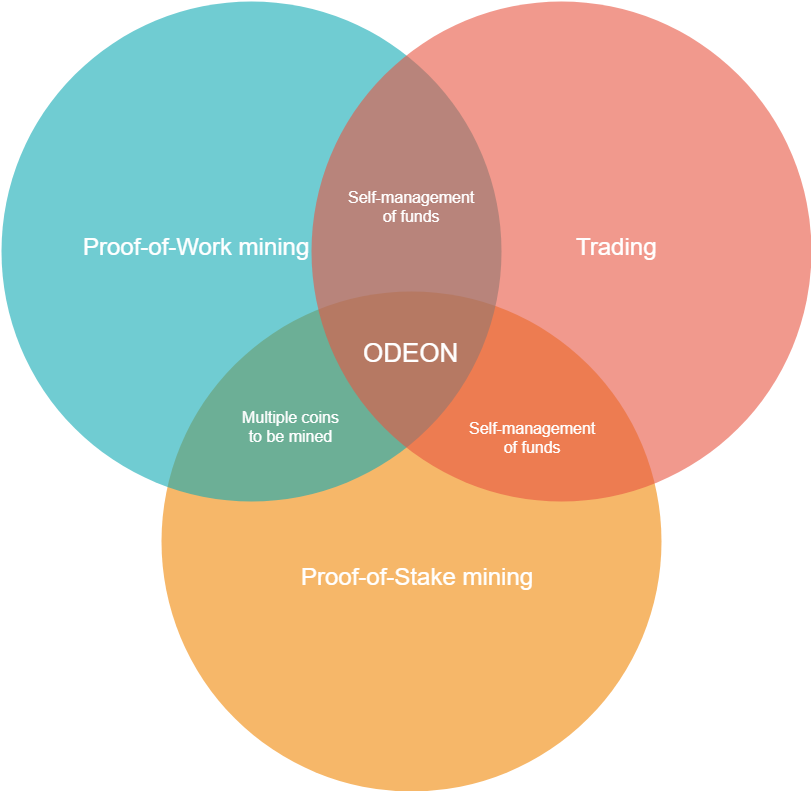 Self-management
of funds
Proof-of-Work mining
Trading
ODEON
Multiple coins
to be mined
Self-management
of funds
Proof-of-Stake mining